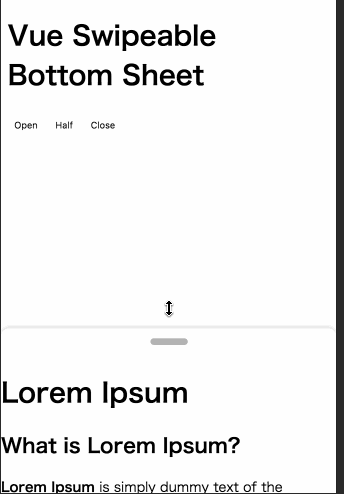 Vue Swipeable
Bottom Sheet
Open Half Close
Lorem Ipsum
What is Lorem Ipsum?
Lorem Ipsum is simply dummy text of the